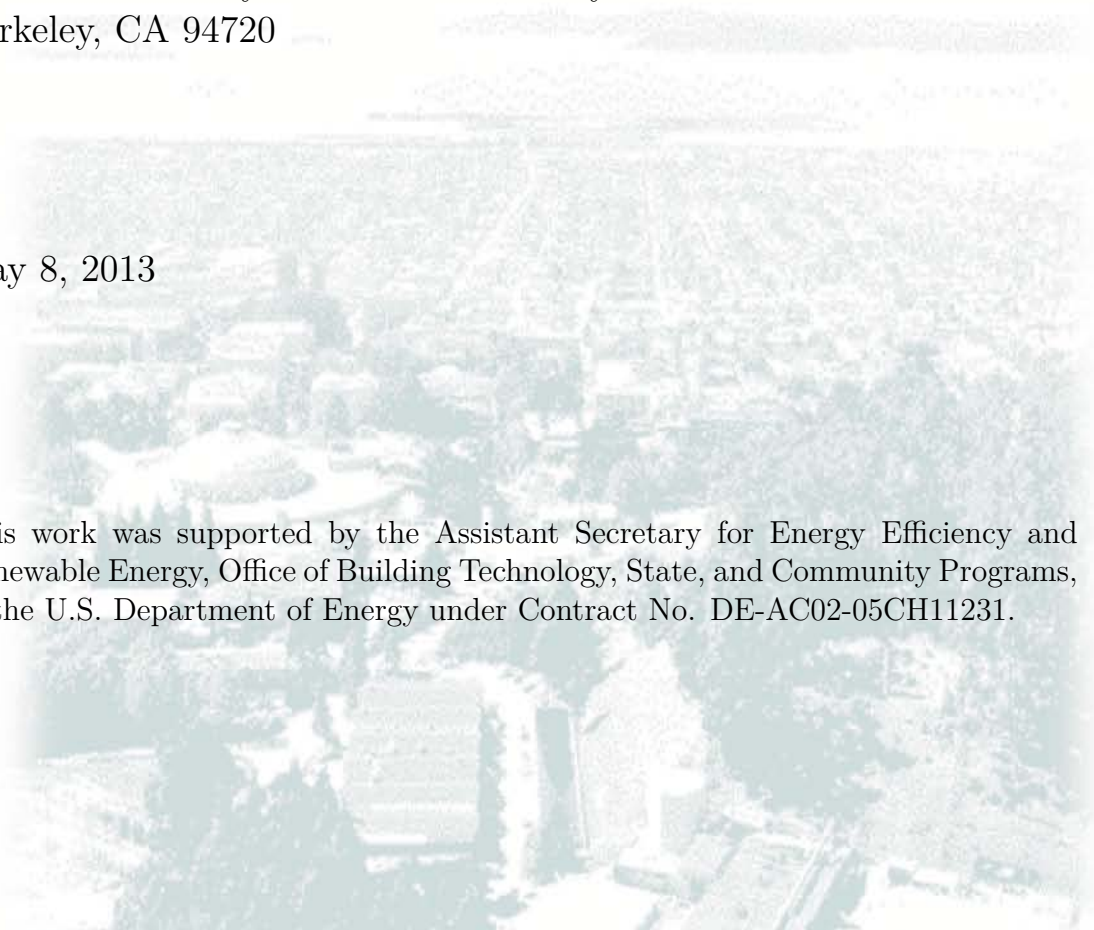 rkeley, CA 94720
ay 8, 2013
is work was supported by the Assistant Secretary for Energy Efficiency and
newable Energy, Office of Building Technology, State, and Community Programs,
the U.S. Department of Energy under Contract No. DE-AC02-05CH11231.